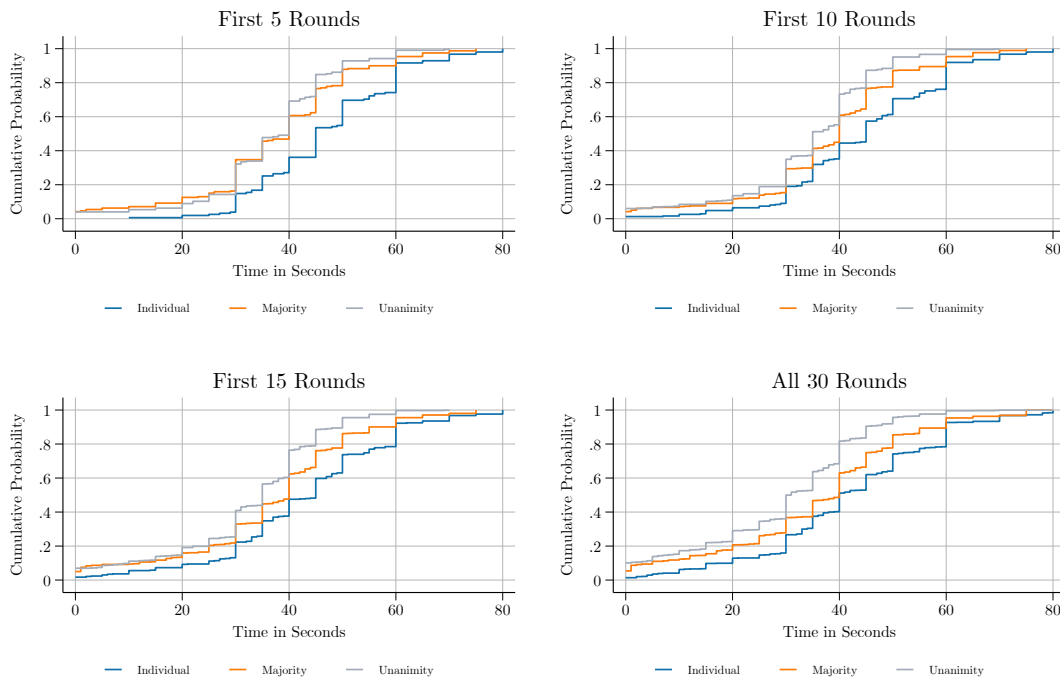 First 5 Rounds
Cumulative Probability
1
.8
.6
.4
.2
0
0 20 40 60 80
Time in Seconds
Individual Majority Unanimity
First 10 Rounds
Cumulative Probability
1
.8
.6
.4
.2
0
0 20 40 60 80
Time in Seconds
Individual Majority Unanimity
First 15 Rounds
Cumulative Probability
1
.8
.6
.4
.2
0
0 20 40 60 80
Time in Seconds
Individual Majority Unanimity
All 30 Rounds
Cumulative Probability
1
.8
.6
.4
.2
0
0 20 40 60 80
Time in Seconds
Individual Majority Unanimity